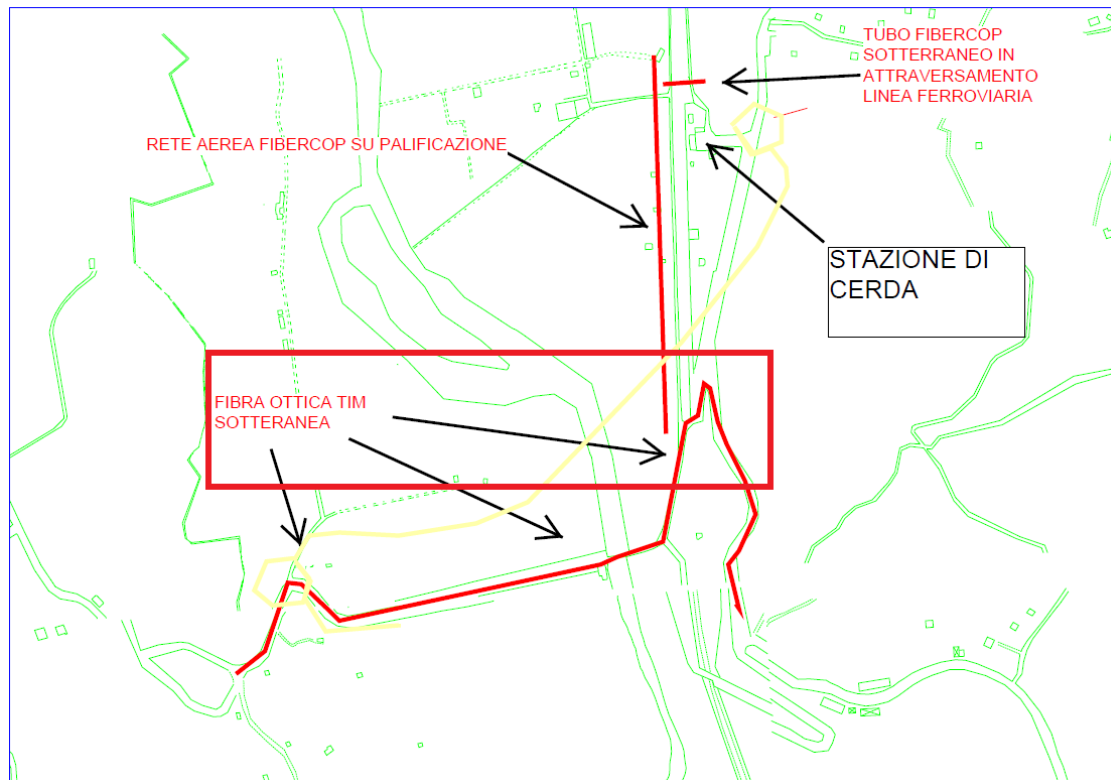 TUBO FIBERCOP
SOTTERRANEO IN
ATTRAVERSAMENTO
LINEA FERROVIARIA
RETE AEREA FIBERCOP SU PALIFICAZIONE
STAZIONE DI
CERDA
FIBRA OTTICA TIM
SOTTERANEA